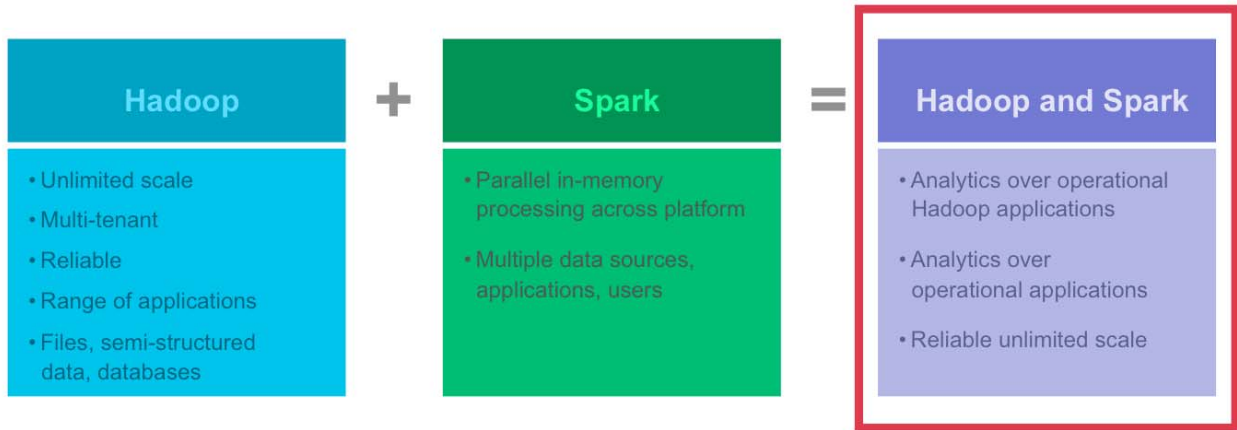 Hadoop
+
Spark
=
Hadoop and Spark
• Unlimited scale
• Multi-tenant
• Reliable
• Range of applications
• Files, semi-structured
data, databases
• Parallel in-memory
processing across platform
• Multiple data sources,
applications, users
• Analytics over operational
Hadoop applications
• Analytics over
operational applications
• Reliable unlimited scale